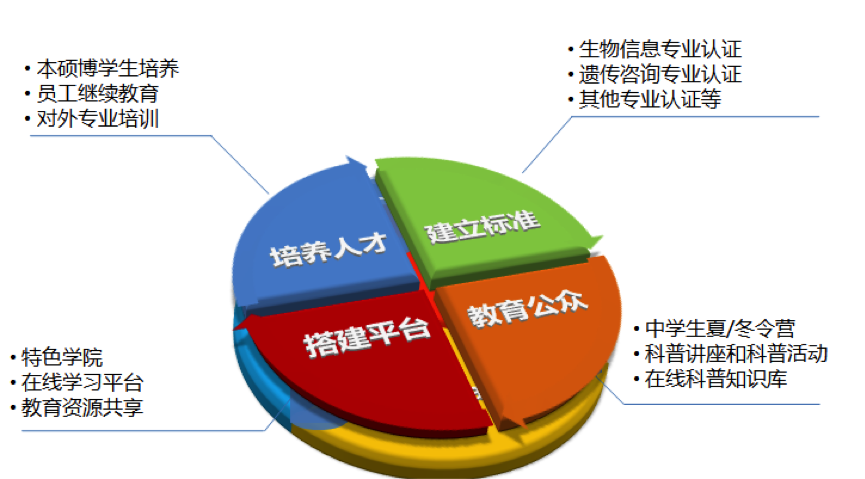 • 本硕博学生培养
• 员工继续教育
• 对外专业培训
• 生物信息专业认证
• 遗传咨询专业认证
• 其他专业认证等
培养人才
建立标准
搭建平台
教育公众
• 特色学院
• 在线学习平台
• 教育资源共享
• 中学生夏/冬令营
• 科普讲座和科普活动
• 在线科普知识库